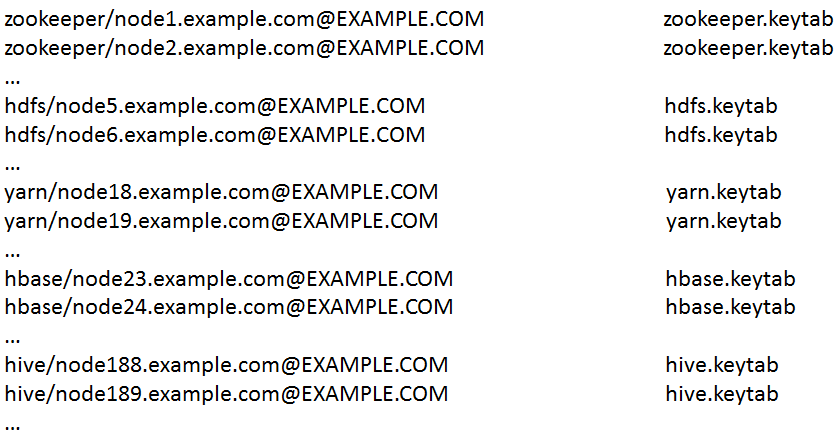 zookeeper/node1.example.com@EXAMPLE.COM zookeeper.keytab
zookeeper/node2.example.com@EXAMPLE.COM zookeeper.keytab
...
hdfs/node5.example.com@EXAMPLE.COM hdfs.keytab
hdfs/node6.example.com@EXAMPLE.COM hdfs.keytab
...
yarn/node18.example.com@EXAMPLE.COM yarn.keytab
yarn/node19.example.com@EXAMPLE.COM yarn.keytab
...
hbase/node23.example.com@EXAMPLE.COM hbase.keytab
hbase/node24.example.com@EXAMPLE.COM hbase.keytab
...
hive/node188.example.com@EXAMPLE.COM hive.keytab
hive/node189.example.com@EXAMPLE.COM hive.keytab
...